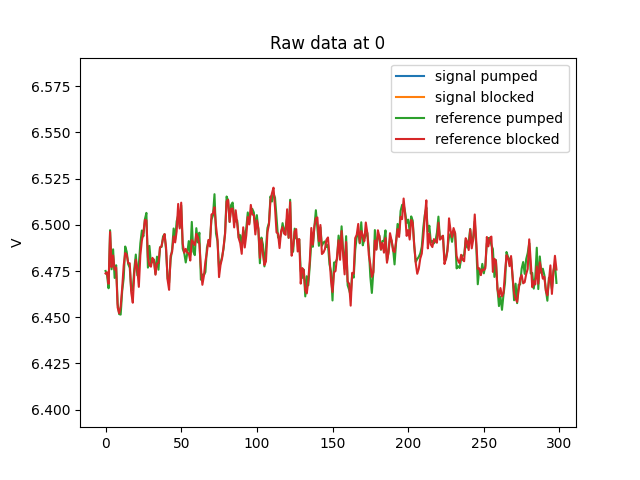 Raw data at 0
signal pumped
signal blocked
reference pumped
reference blocked
V
6.575
6.550
6.525
6.500
6.475
6.450
6.425
6.400
0 50 100 150 200 250 300